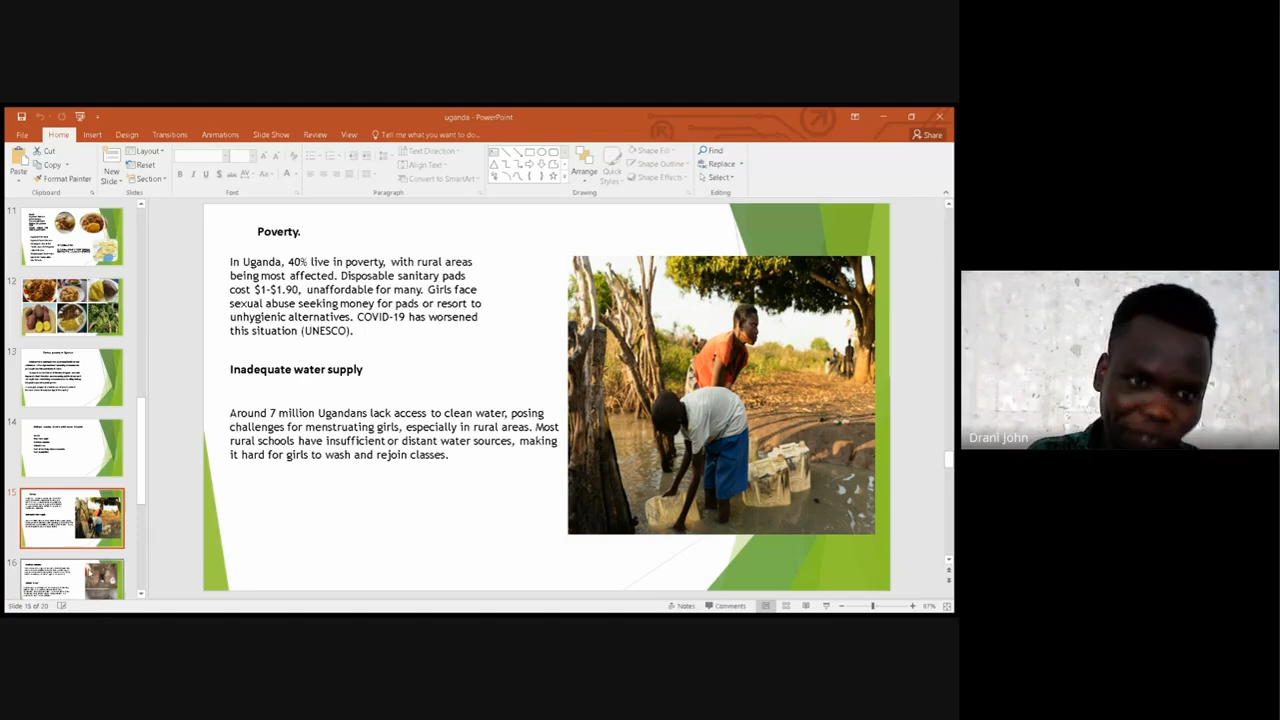 uganda - PowerPoint
File Home Insert Design Transitions Animations Slide Show Review View Tell me what you want to do... Share
Paste
Cut
Copy
Format Painter
Clipboard
New
Slide
Layout
Reset
Section
Slides
Font
Text Direction
Align Text
Convert to SmartArt
Paragraph
Arrange
Quick
Styles
Shape Fill
Shape Outline
Shape Effects
Drawing
Find
Replace
Select
Editing
11
12
13
14
15
16
Poverty.
In Uganda, 40% live in poverty, with rural areas
being most affected. Disposable sanitary pads
cost $1-$1.90, unaffordable for many. Girls face
sexual abuse seeking money for pads or resort to
unhygienic alternatives. COVID-19 has worsened
this situation (UNESCO).
Inadequate water supply
Around 7 million Ugandans lack access to clean water, posing
challenges for menstruating girls, especially in rural areas. Most
rural schools have insufficient or distant water sources, making
it hard for girls to wash and rejoin classes.
Slide 15 of 20
Notes Comments 87%
Drani John